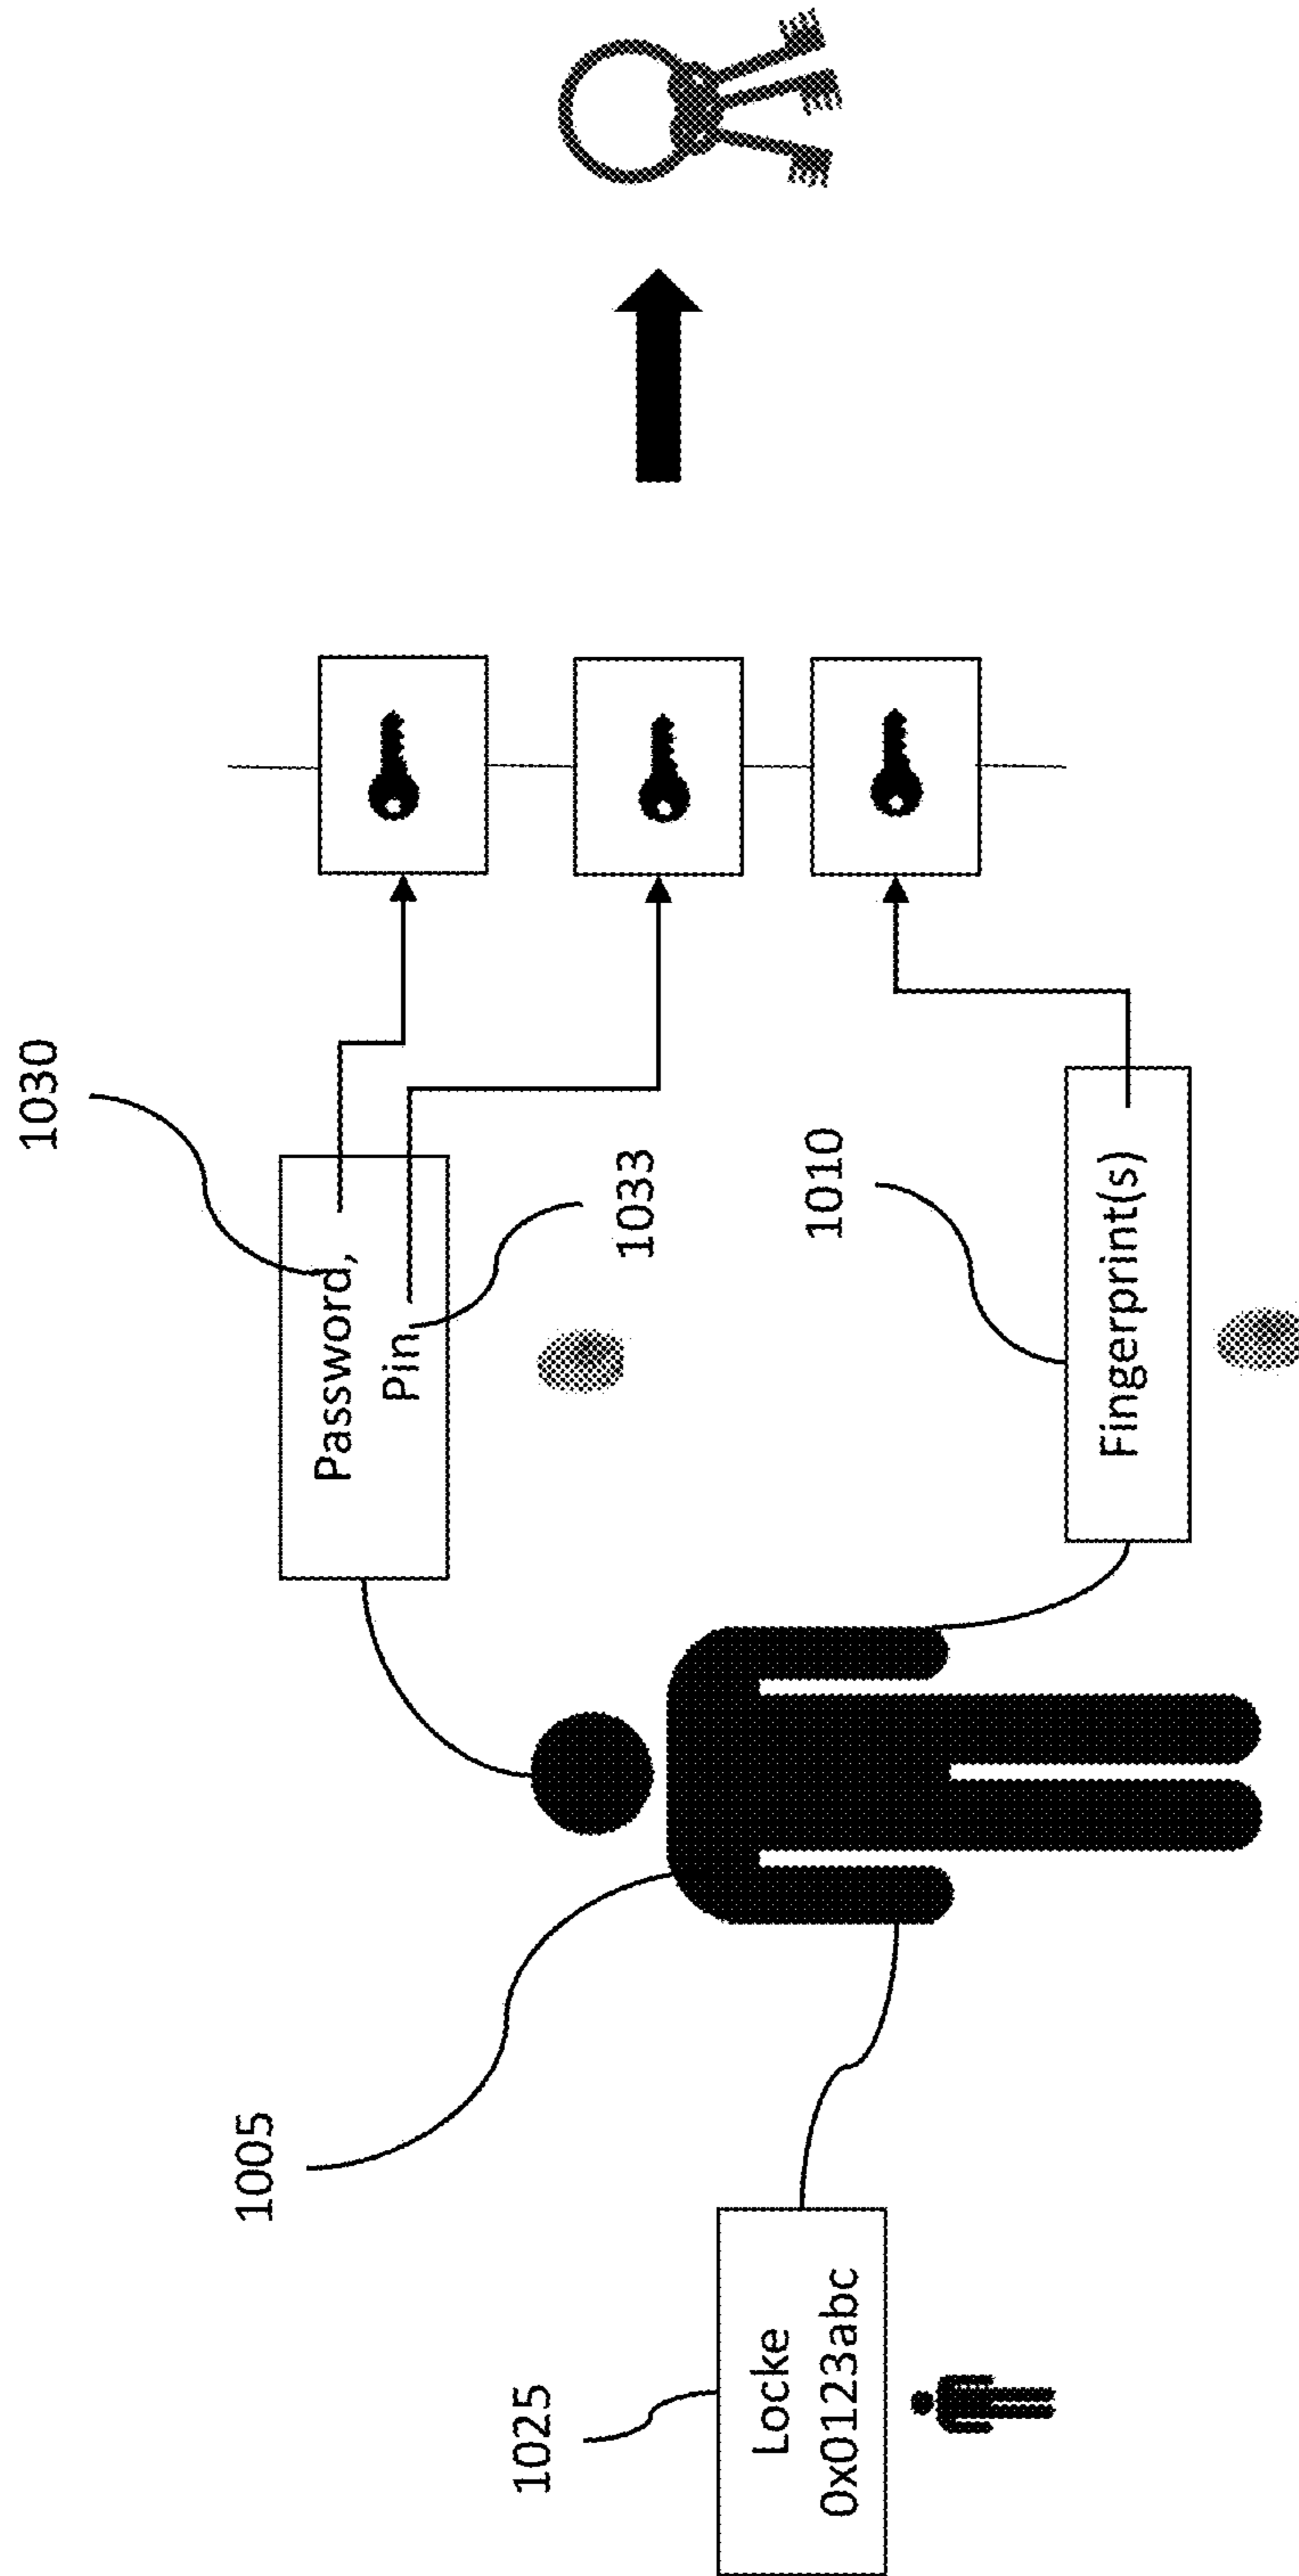 1030
Password,
Pin
1033
1010
Fingerprint(s)
1005
1025
Locke
0x0123abc